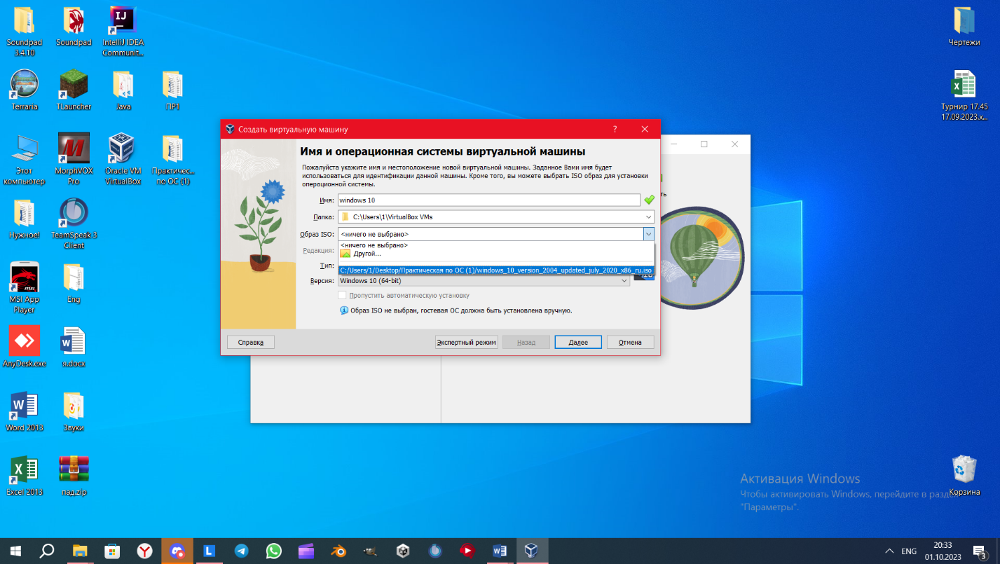 Soundpad
3.4.10
Soundpad
IJ
IntelliJ IDEA
Communit...
Чертежи
Terraria
TLauncher
Java
ПР1
Турнир 17.45
17.09.2023.x...
Этот
компьютер
MorphVOX
Pro
Oracle VM
VirtualBox
Практичес...
по ОС (1)
Нужное!
TeamSpeak 3
Client
MSI App
Player
Eng
AnyDesk.exe
я.docx
Word 2013
Звуки
Excel 2013
пад.zip
Создать виртуальную машину
?
Имя и операционная системы виртуальной машины
Пожалуйста укажите имя и местоположение новой виртуальной машины. Заданное Вами имя будет
использоваться для идентификации данной машины. Кроме того, вы можете выбрать ISO образ для установки
операционной системы.
Имя: windows 10
Папка: C:\Users\1\VirtualBox VMs
Образ ISO: <ничего не выбрано>
<ничего не выбрано>
Редакция: Другой...
Тип:
C:/Users/1/Desktop/Практическая по ОС (1)/windows_10_version_2004_updated_july_2020_x86_ru.iso
Версия: Windows 10 (64-bit)
Пропустить автоматическую установку
Образ ISO не выбран, гостевая ОС должна быть установлена вручную.
Справка
Экспертный режим
Назад
Далее
Отмена
ть
msi
Активация Windows
Чтобы активировать Windows, перейдите в раздел
"Параметры".
Корзина
ENG
20:33
01.10.2023
3